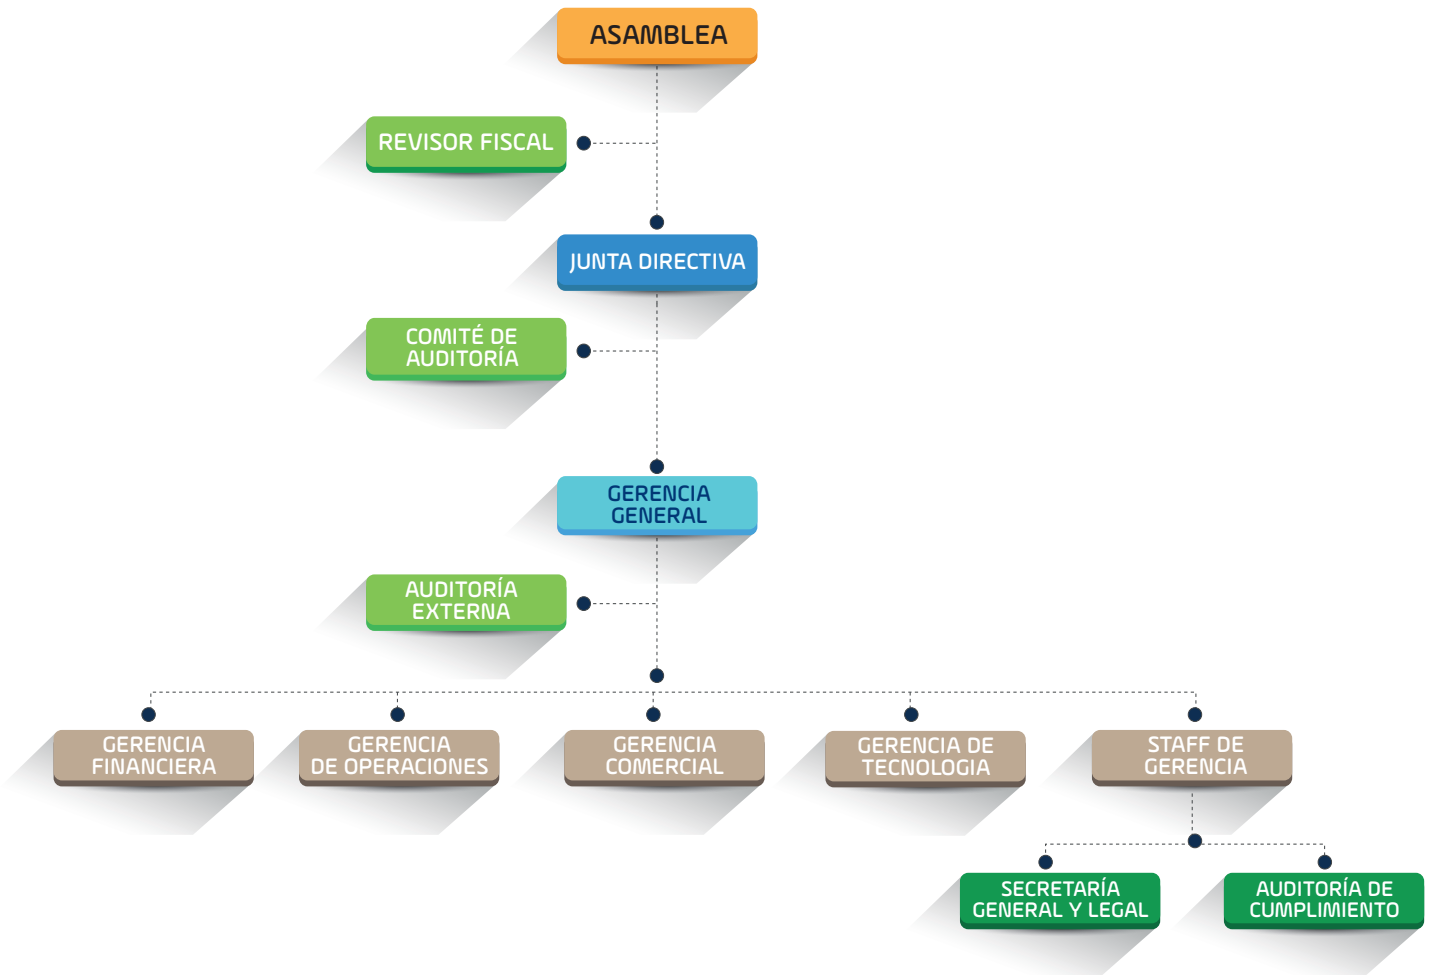 ASAMBLEA
REVISOR FISCAL
JUNTA DIRECTIVA
COMITÉ DE
AUDITORÍA
GERENCIA
GENERAL
AUDITORÍA
EXTERNA
GERENCIA
FINANCIERA
GERENCIA
DE OPERACIONES
GERENCIA
COMERCIAL
GERENCIA DE
TECNOLOGIA
STAFF DE
GERENCIA
SECRETARÍA
GENERAL Y LEGAL
AUDITORÍA DE
CUMPLIMIENTO